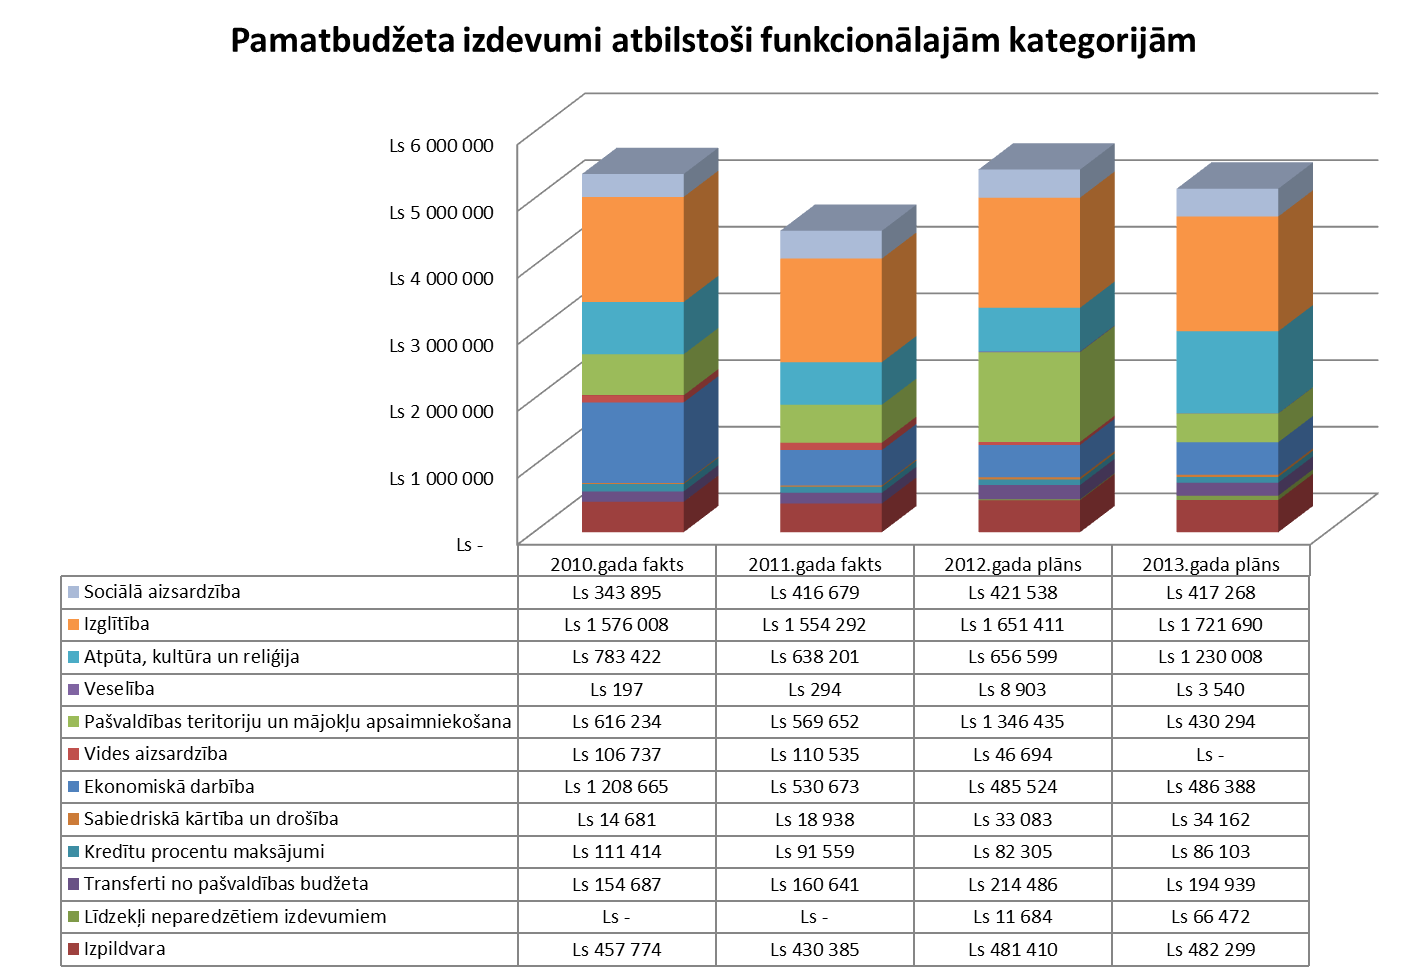 Pamatbudžeta izdevumi atbilstoši funkcionālajām kategorijām
Ls 6 000 000
Ls 5 000 000
Ls 4 000 000
Ls 3 000 000
Ls 2 000 000
Ls 1 000 000
Ls -
2010.gada fakts 2011.gada fakts 2012.gada plāns 2013.gada plāns
Sociālā aizsardzība Ls 343 895 Ls 416 679 Ls 421 538 Ls 417 268
Izglītība Ls 1 576 008 Ls 1 554 292 Ls 1 651 411 Ls 1 721 690
Atpūta, kultūra un reliģija Ls 783 422 Ls 638 201 Ls 656 599 Ls 1 230 008
Veselība Ls 197 Ls 294 Ls 8 903 Ls 3 540
Pašvaldības teritoriju un mājokļu apsaimniekošana Ls 616 234 Ls 569 652 Ls 1 346 435 Ls 430 294
Vides aizsardzība Ls 106 737 Ls 110 535 Ls 46 694 Ls -
Ekonomiskā darbība Ls 1 208 665 Ls 530 673 Ls 485 524 Ls 486 388
Sabiedriskā kārtība un drošība Ls 14 681 Ls 18 938 Ls 33 083 Ls 34 162
Kredītu procentu maksājumi Ls 111 414 Ls 91 559 Ls 82 305 Ls 86 103
Transferti no pašvaldības budžeta Ls 154 687 Ls 160 641 Ls 214 486 Ls 194 939
Līdzekļi neparedzētiem izdevumiem Ls - Ls - Ls 11 684 Ls 66 472
Izpildvara Ls 457 774 Ls 430 385 Ls 481 410 Ls 482 299